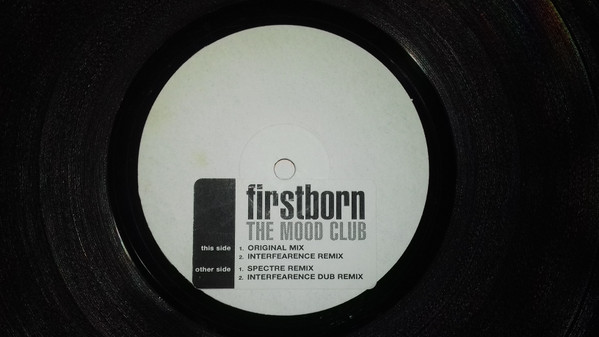 firstborn
THE MOOD CLUB
this side 1. ORIGINAL MIX
2. INTERFEARENCE REMIX
other side 1. SPECTRE REMIX
2. INTERFEARENCE DUB REMIX